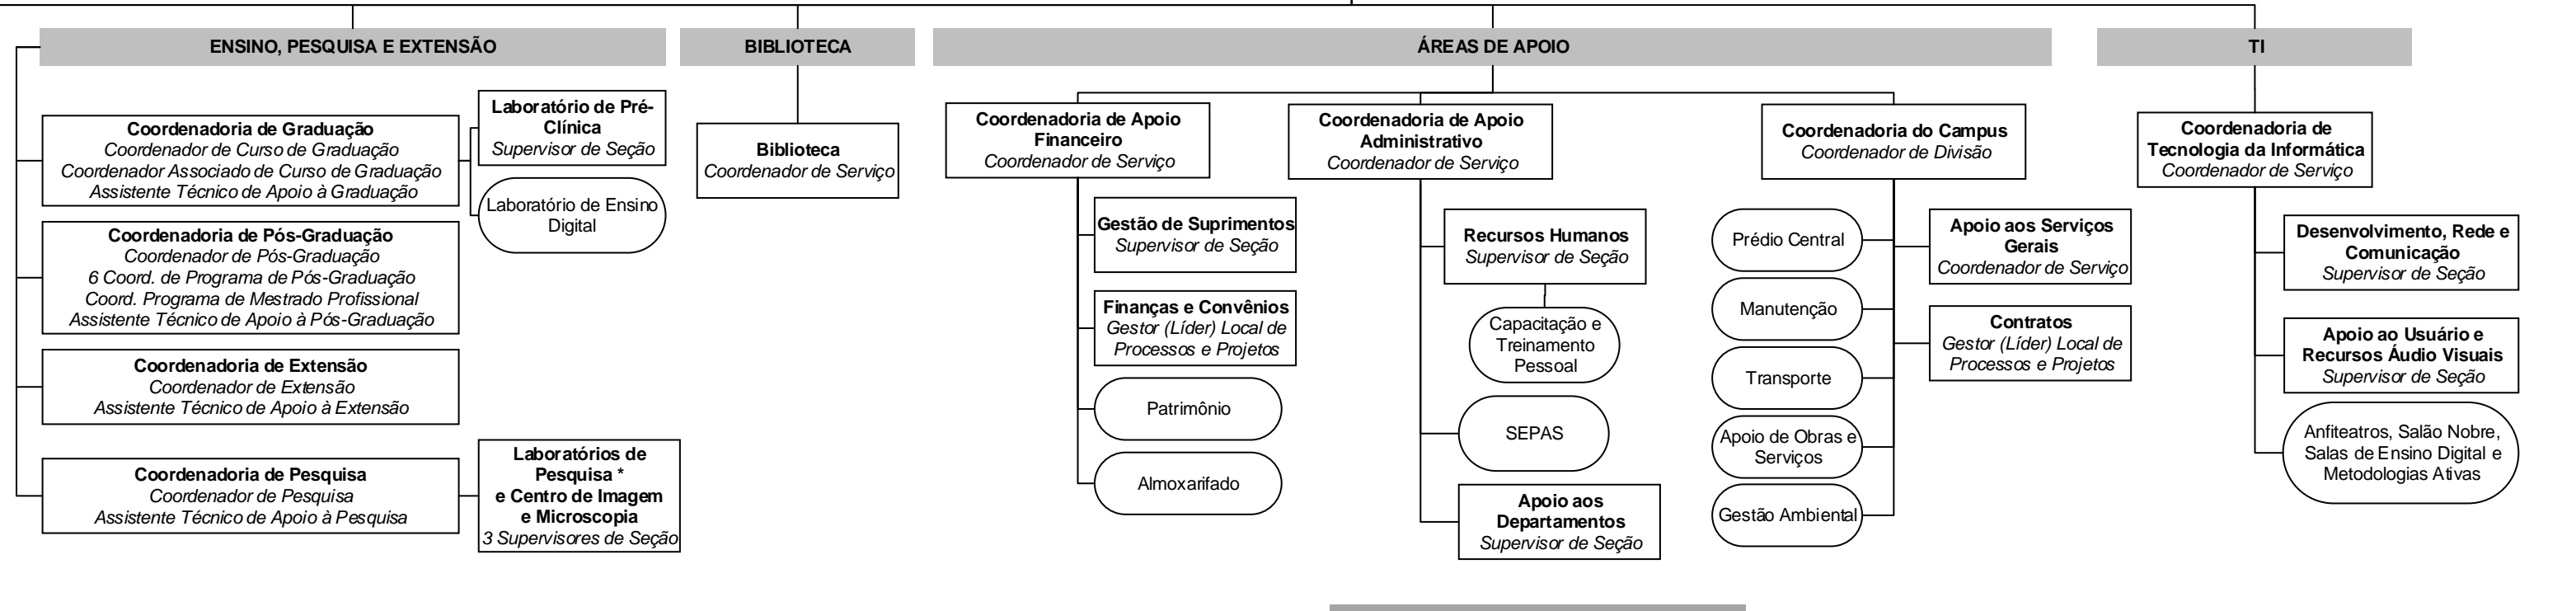 ENSINO, PESQUISA E EXTENSÃO
Coordenadoria de Graduação
Coordenador de Curso de Graduação
Coordenador Associado de Curso de Graduação
Assistente Técnico de Apoio à Graduação
Laboratório de Pré-
Clínica
Supervisor de Seção
Laboratório de Ensino
Digital
Coordenadoria de Pós-Graduação
Coordenador de Pós-Graduação
6 Coord. de Programa de Pós-Graduação
Coord. Programa de Mestrado Profissional
Assistente Técnico de Apoio à Pós-Graduação
Coordenadoria de Extensão
Coordenador de Extensão
Assistente Técnico de Apoio à Extensão
Coordenadoria de Pesquisa
Coordenador de Pesquisa
Assistente Técnico de Apoio à Pesquisa
Laboratórios de
Pesquisa *
e Centro de Imagem
e Microscopia
3 Supervisores de Seção
BIBLIOTECA
Biblioteca
Coordenador de Serviço
ÁREAS DE APOIO
Coordenadoria de Apoio
Financeiro
Coordenador de Serviço
Gestão de Suprimentos
Supervisor de Seção
Finanças e Convênios
Gestor (Líder) Local de
Processos e Projetos
Patrimônio
Almoxarifado
Coordenadoria de Apoio
Administrativo
Coordenador de Serviço
Recursos Humanos
Supervisor de Seção
Capacitação e
Treinamento
Pessoal
SEPAS
Apoio aos
Departamentos
Supervisor de Seção
Coordenadoria do Campus
Coordenador de Divisão
Prédio Central
Manutenção
Transporte
Apoio de Obras e
Serviços
Gestão Ambiental
Apoio aos Serviços
Gerais
Coordenador de Serviço
Contratos
Gestor (Líder) Local de
Processos e Projetos
TI
Coordenadoria de
Tecnologia da Informática
Coordenador de Serviço
Desenvolvimento, Rede e
Comunicação
Supervisor de Seção
Apoio ao Usuário e
Recursos Áudio Visuais
Supervisor de Seção
Anfiteatros, Salão Nobre,
Salas de Ensino Digital e
Metodologias Ativas